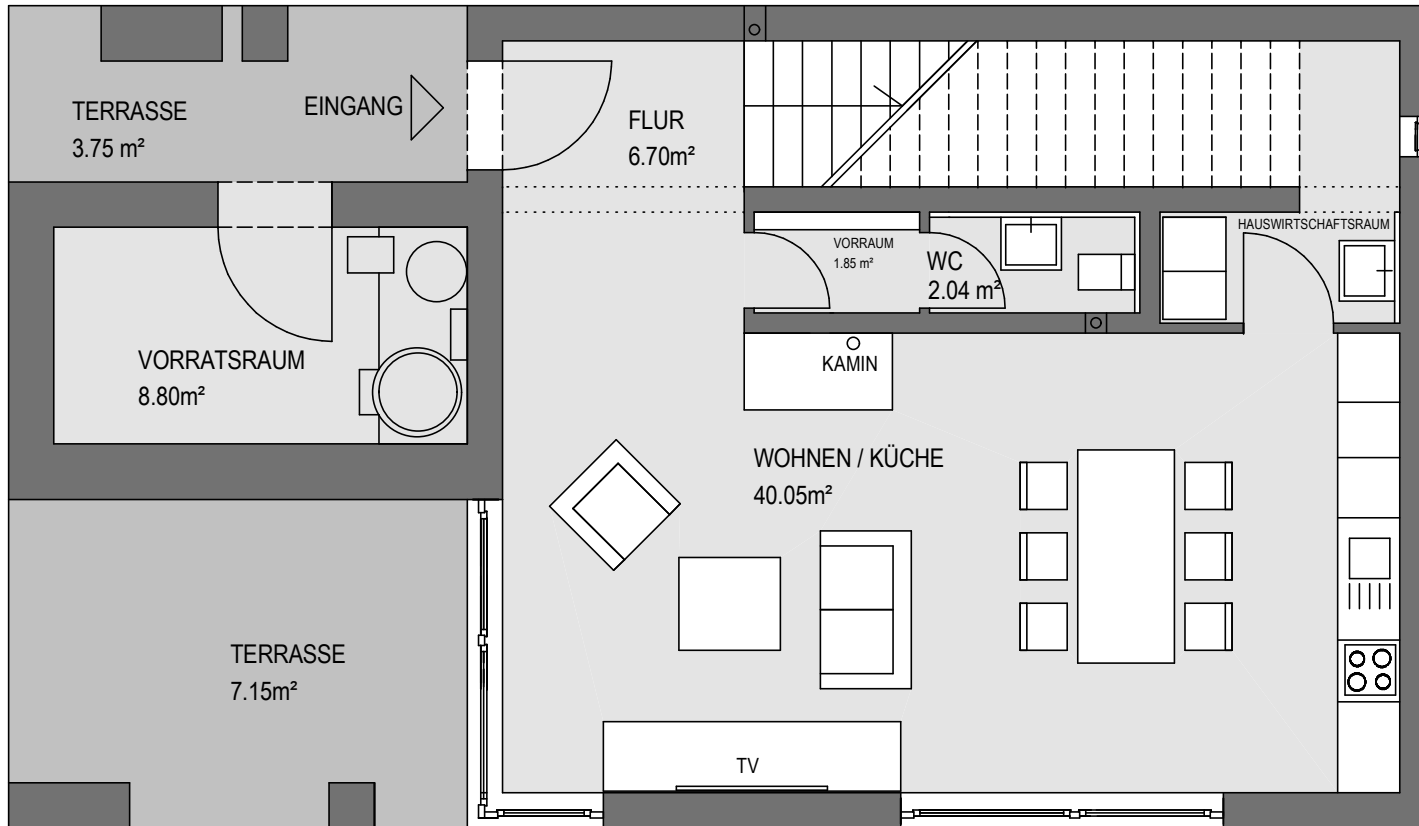 TERRASSE
3.75 m²
EINGANG
FLUR
6.70m²
VORRAUM
1.85 m²
WC
2.04 m²
HAUSWIRTSCHAFTSRAUM
VORRATSRAUM
8.80m²
KAMIN
WOHNEN / KÜCHE
40.05m²
TERRASSE
7.15m²
TV